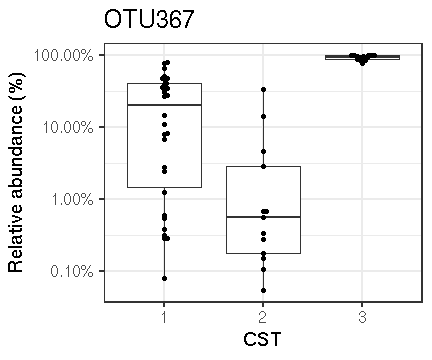 OTU367
Relative abundance (%)
100.00%
10.00%
1.00%
0.10%
1 2 3
CST